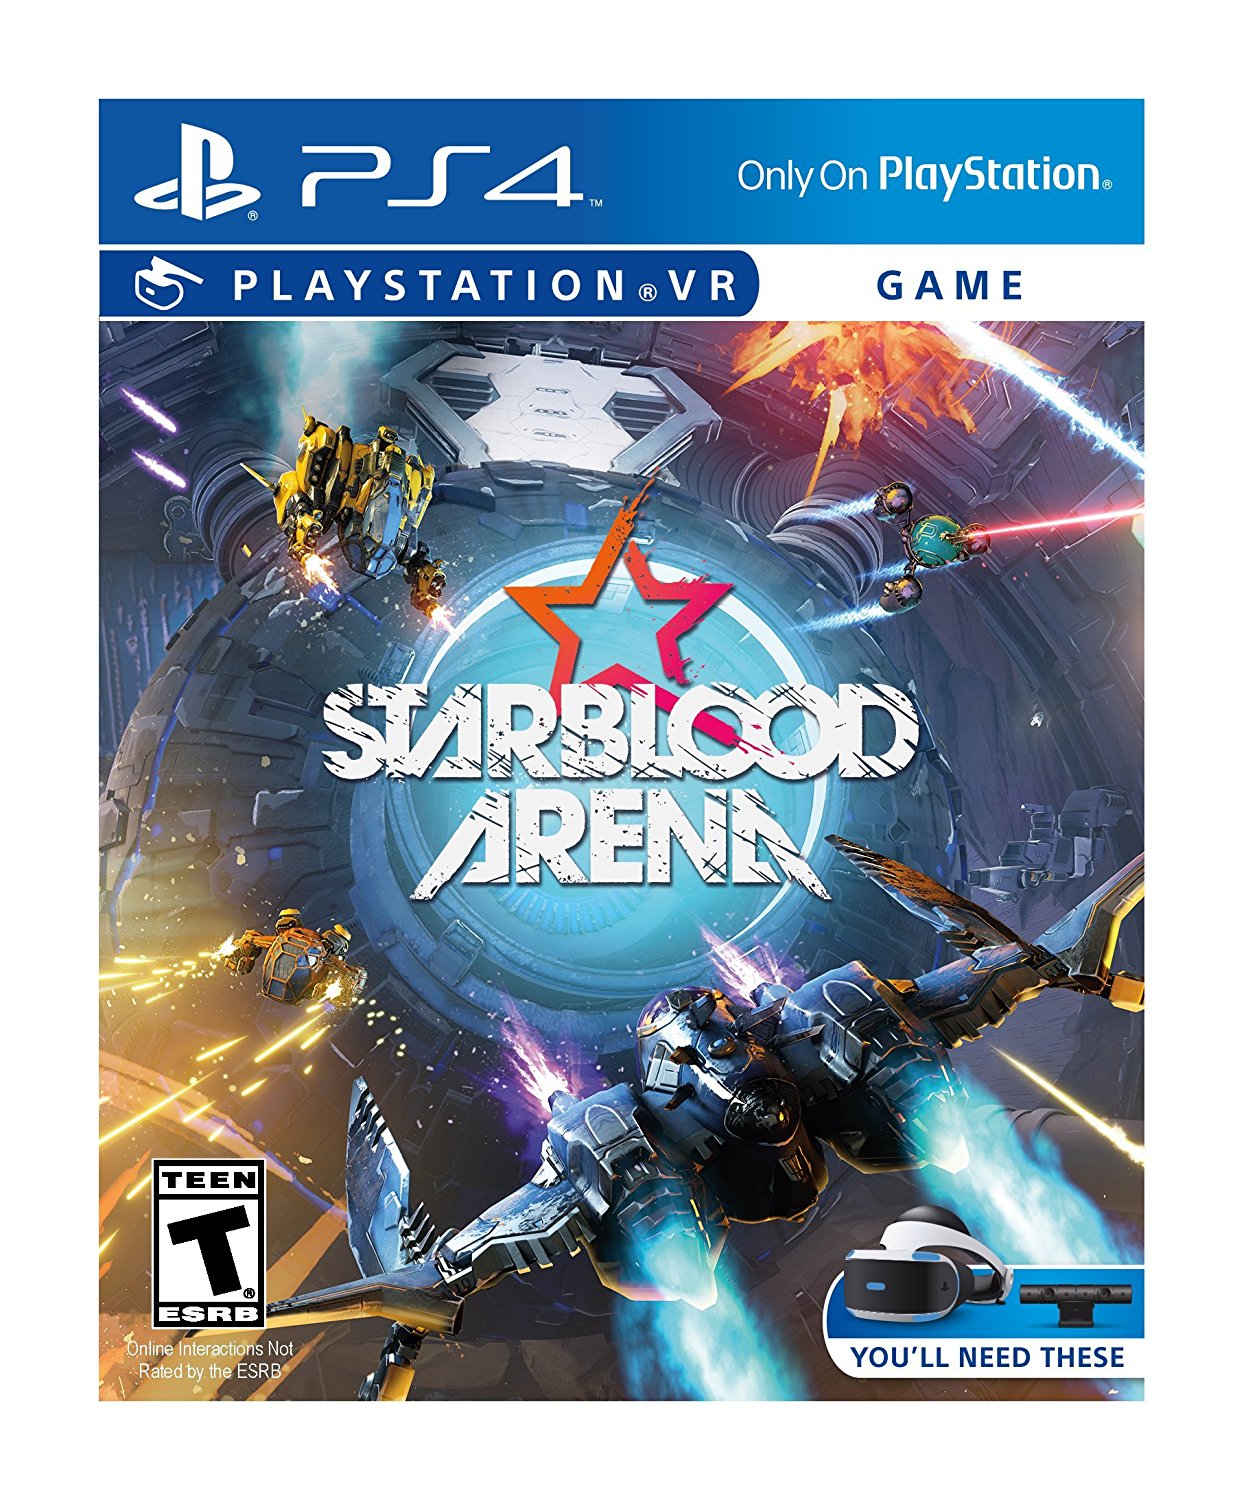 PS4™ Only On PlayStation®
PLAYSTATION®VR GAME
STARBLOOD
ARENA
TEEN
T
ESRB
Online Interactions Not
Rated by the ESRB
YOU'LL NEED THESE